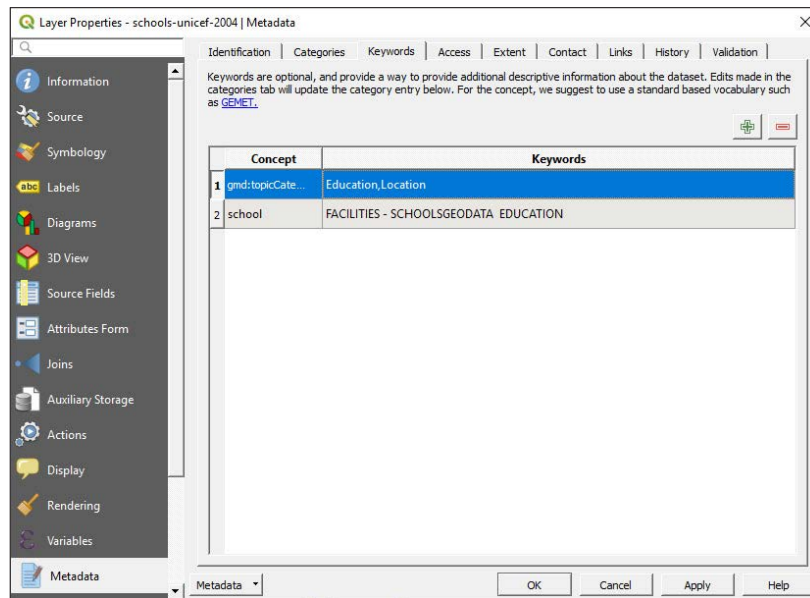 Layer Properties - schools-unicef-2004 | Metadata
Identification
Categories
Keywords
Access
Extent
Contact
Links
History
Validation
Information
Source
Symbology
abc Labels
Diagrams
3D View
Source Fields
Attributes Form
Joins
Auxiliary Storage
Actions
Display
Rendering
Variables
Metadata
Keywords are optional, and provide a way to provide additional descriptive information about the dataset. Edits made in the
categories tab will update the category entry below. For the concept, we suggest to use a standard based vocabulary such
as GEMET.
Concept Keywords
1 gmd:topicCate... Education,Location
2 school FACILITIES - SCHOOLSGEODATA EDUCATION
Metadata
OK
Cancel
Apply
Help